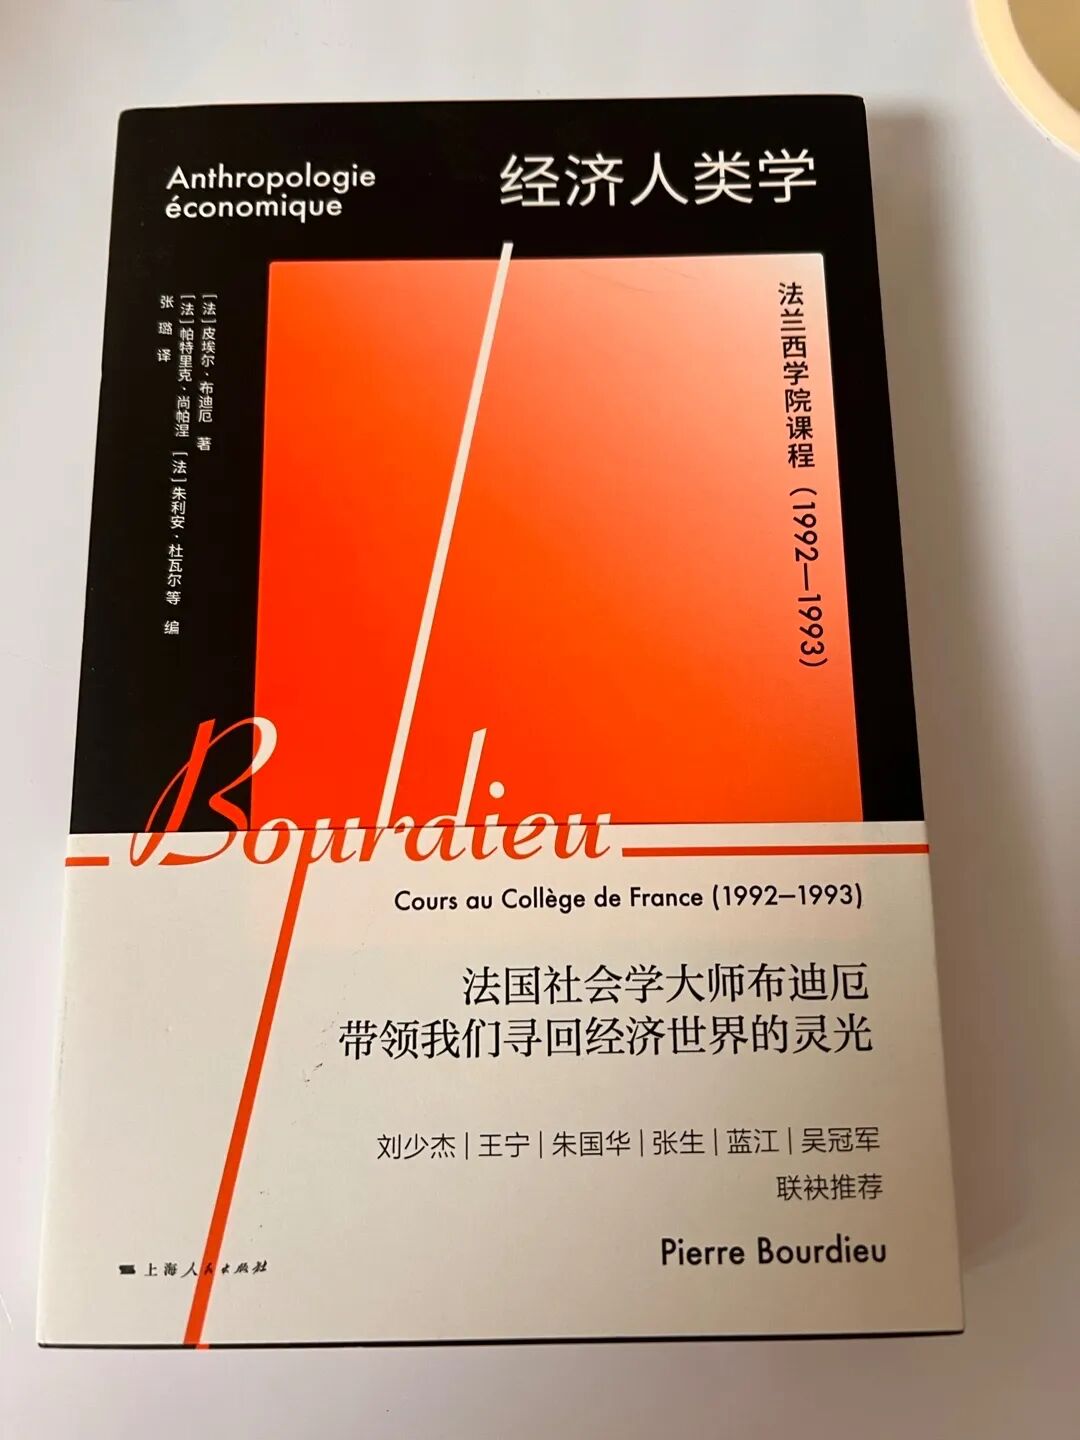 Anthropologie
économique
经济人类学
法兰西学院课程（1992—1993）
［法］皮埃尔·布迪厄 著
［法］帕特里克·尚帕涅 ［法］朱利安·杜瓦尔 等 编
张璐 译
Bourdieu
Cours au Collège de France (1992–1993)
法国社会学大师布迪厄
带领我们寻回经济世界的灵光
刘少杰|王宁|朱国华|张生|蓝江|吴冠军
联袂推荐
Pierre Bourdieu
上海人民出版社